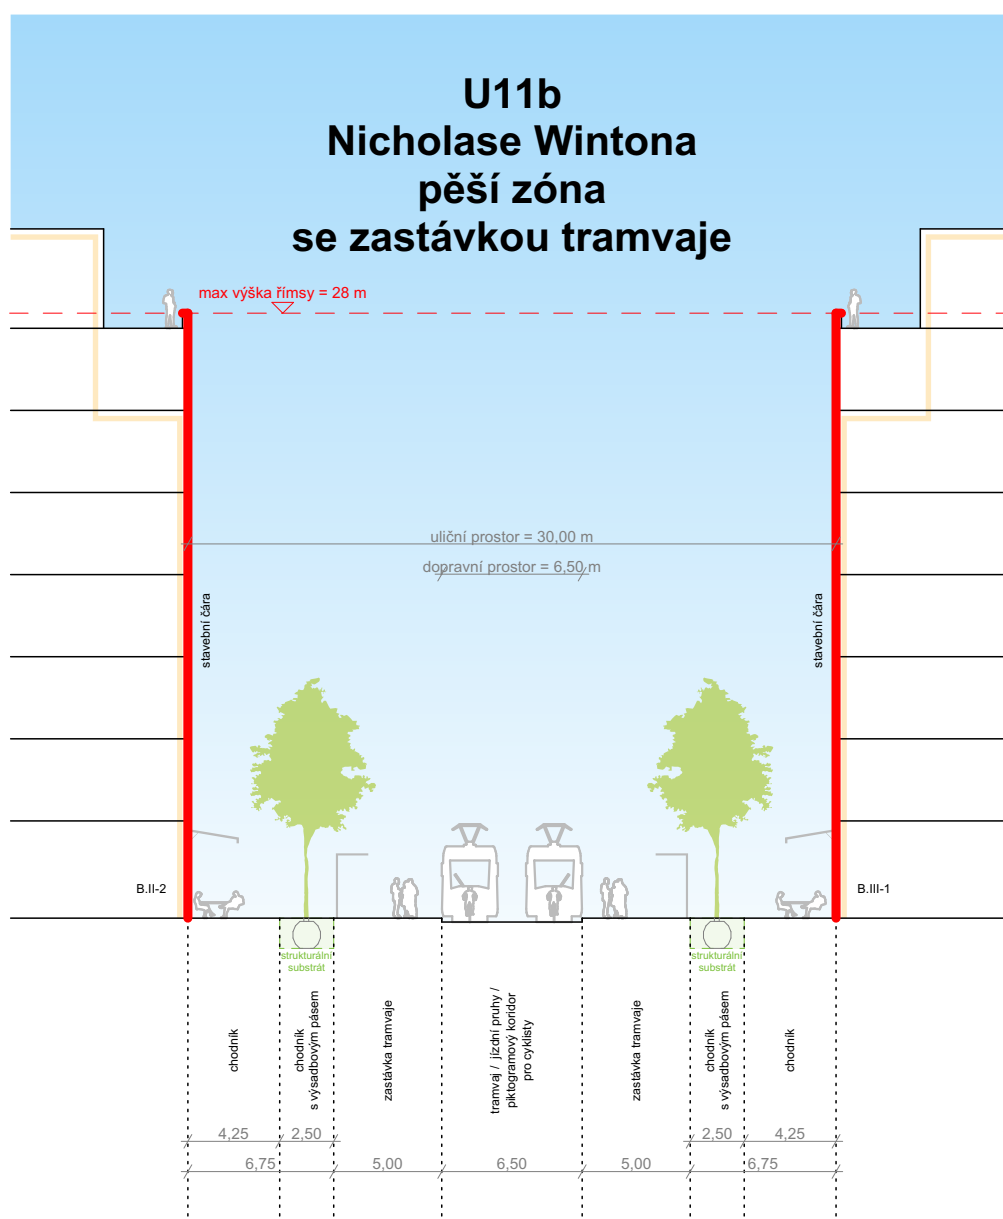 U11b
Nicholase Wintona
pěší zóna
se zastávkou tramvaje
max výška římsy = 28 m
uliční prostor = 30,00 m
dopravní prostor = 6,50 m
stavební čára
stavební čára
B.II-2
B.III-1
strukturální
substrát
strukturální
substrát
chodník
chodník
s výsadbovým pásem
zastávka tramvaje
tramvaj / jízdní pruhy /
piktogramový koridor
pro cyklisty
zastávka tramvaje
chodník
s výsadbovým pásem
chodník
4,25
2,50
2,50
4,25
6,75
5,00
6,50
5,00
6,75